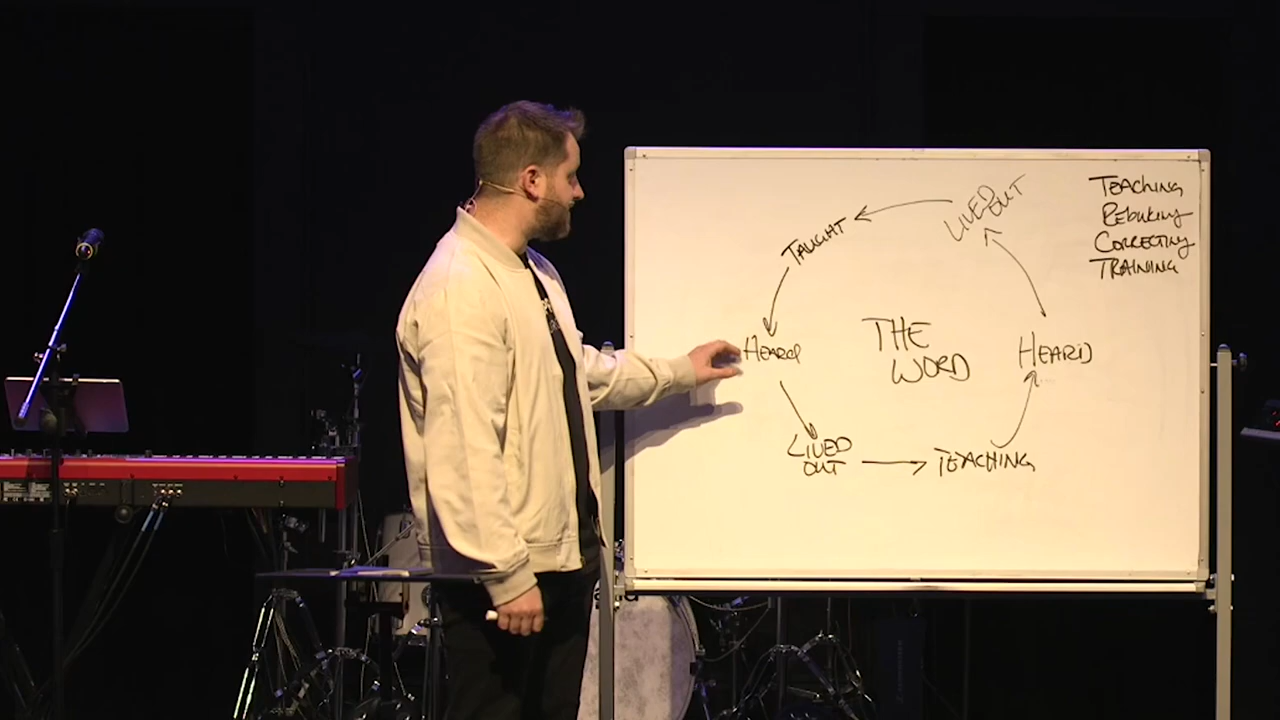 TEACHING
REBUKING
CORRECTING
TRAINING
LIVED OUT
TAUGHT
THE
WORD
HEARD
HEARD
LIVED
OUT
TEACHING